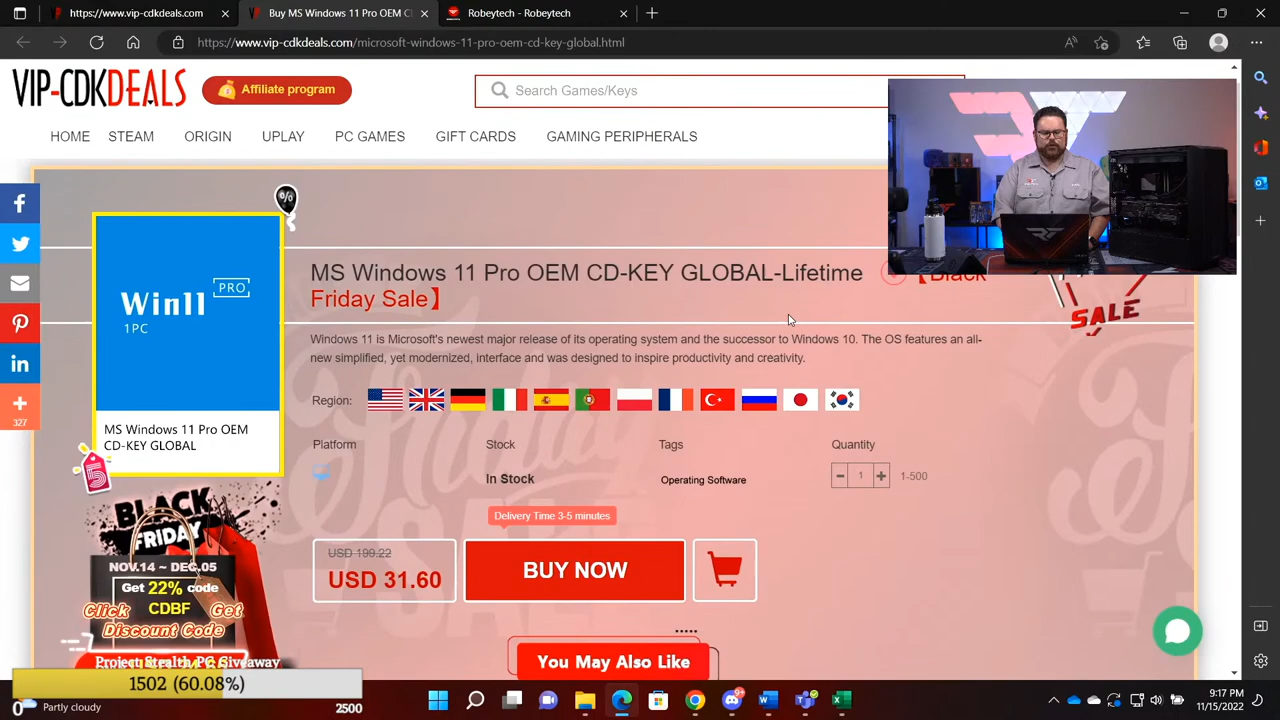 https://www.vip-cdkdeals.com
Buy MS Windows 11 Pro OEM C
Robeytech - Robeytech
https://www.vip-cdkdeals.com/microsoft-windows-11-pro-oem-cd-key-global.html
VIP-CDKDEALS
Affiliate program
Search Games/Keys
HOME STEAM ORIGIN UPLAY PC GAMES GIFT CARDS GAMING PERIPHERALS
%
Win11 PRO
1PC
MS Windows 11 Pro OEM
CD-KEY GLOBAL
MS Windows 11 Pro OEM CD-KEY GLOBAL-Lifetime 【Black
Friday Sale】
SALE
Windows 11 is Microsoft's newest major release of its operating system and the successor to Windows 10. The OS features an all-
new simplified, yet modernized, interface and was designed to inspire productivity and creativity.
Region:
Platform Stock Tags Quantity
In Stock Operating Software 1 1-500
Delivery Time 3-5 minutes
USD 199.22
USD 31.60
BUY NOW
You May Also Like
327
5
BLACK
FRIDAY
NOV.14 ~ DEC.05
Get 22% code
CDBF
Click Get
Discount Code
Project Stealth PC Giveaway
1502 (60.08%)
0 2500
Partly cloudy
9:17 PM
11/15/2022